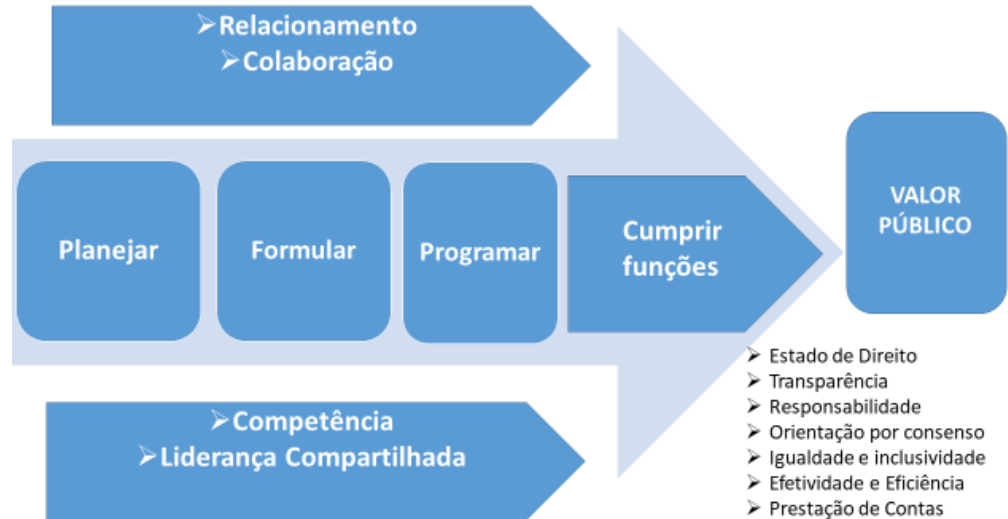 ➢Relacionamento
➢Colaboração
Planejar
Formular
Programar
Cumprir
funções
VALOR
PÚBLICO
➢Competência
➢Liderança Compartilhada
➢ Estado de Direito
➢ Transparência
➢ Responsabilidade
➢ Orientação por consenso
➢ Igualdade e inclusividade
➢ Efetividade e Eficiência
➢ Prestação de Contas